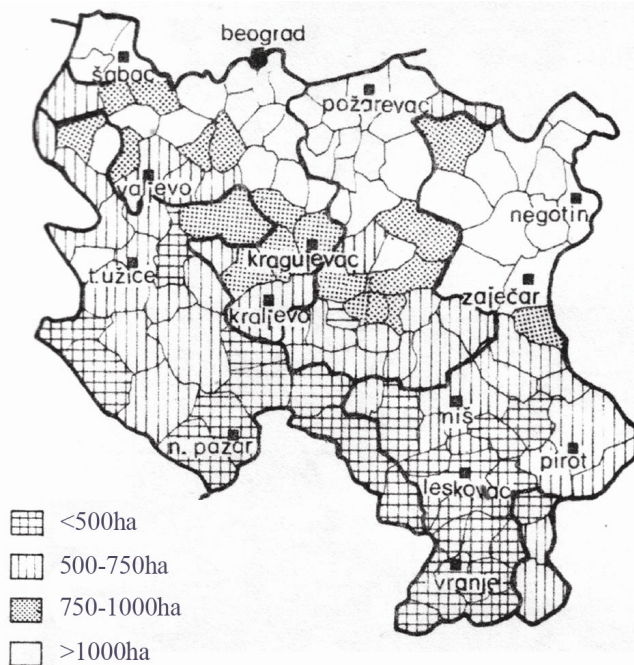 beograd
šabac
požarevac
valjevo
negotin
kragujevac
t.užice
zaječar
kraljevo
niš
n. pazar
pirot
leskovac
vranje
<500ha
500-750ha
750-1000ha
>1000ha